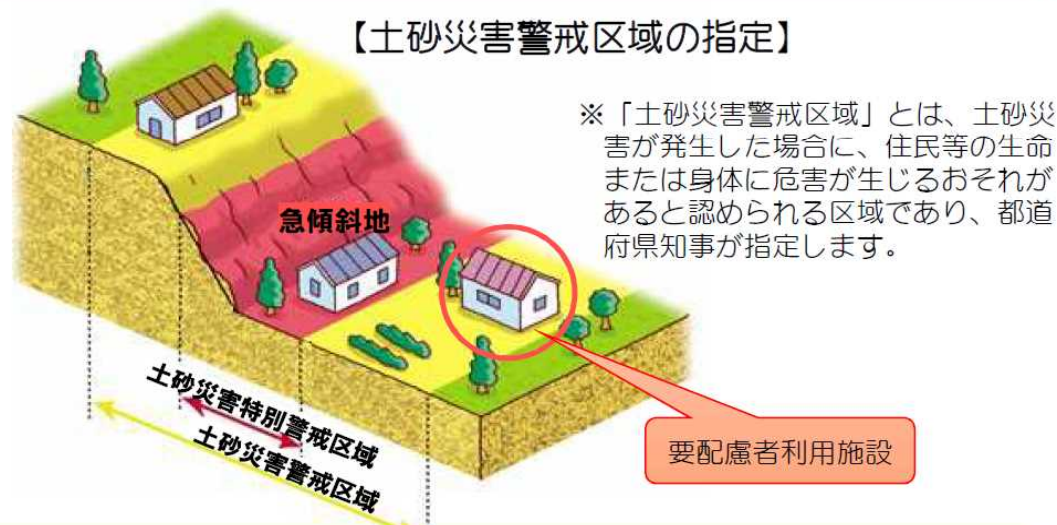 【土砂災害警戒区域の指定】
※「土砂災害警戒区域」とは、土砂災
害が発生した場合に、住民等の生命
または身体に危害が生じるおそれが
あると認められる区域であり、都道
府県知事が指定します。
急傾斜地
土砂災害特別警戒区域
土砂災害警戒区域
要配慮者利用施設